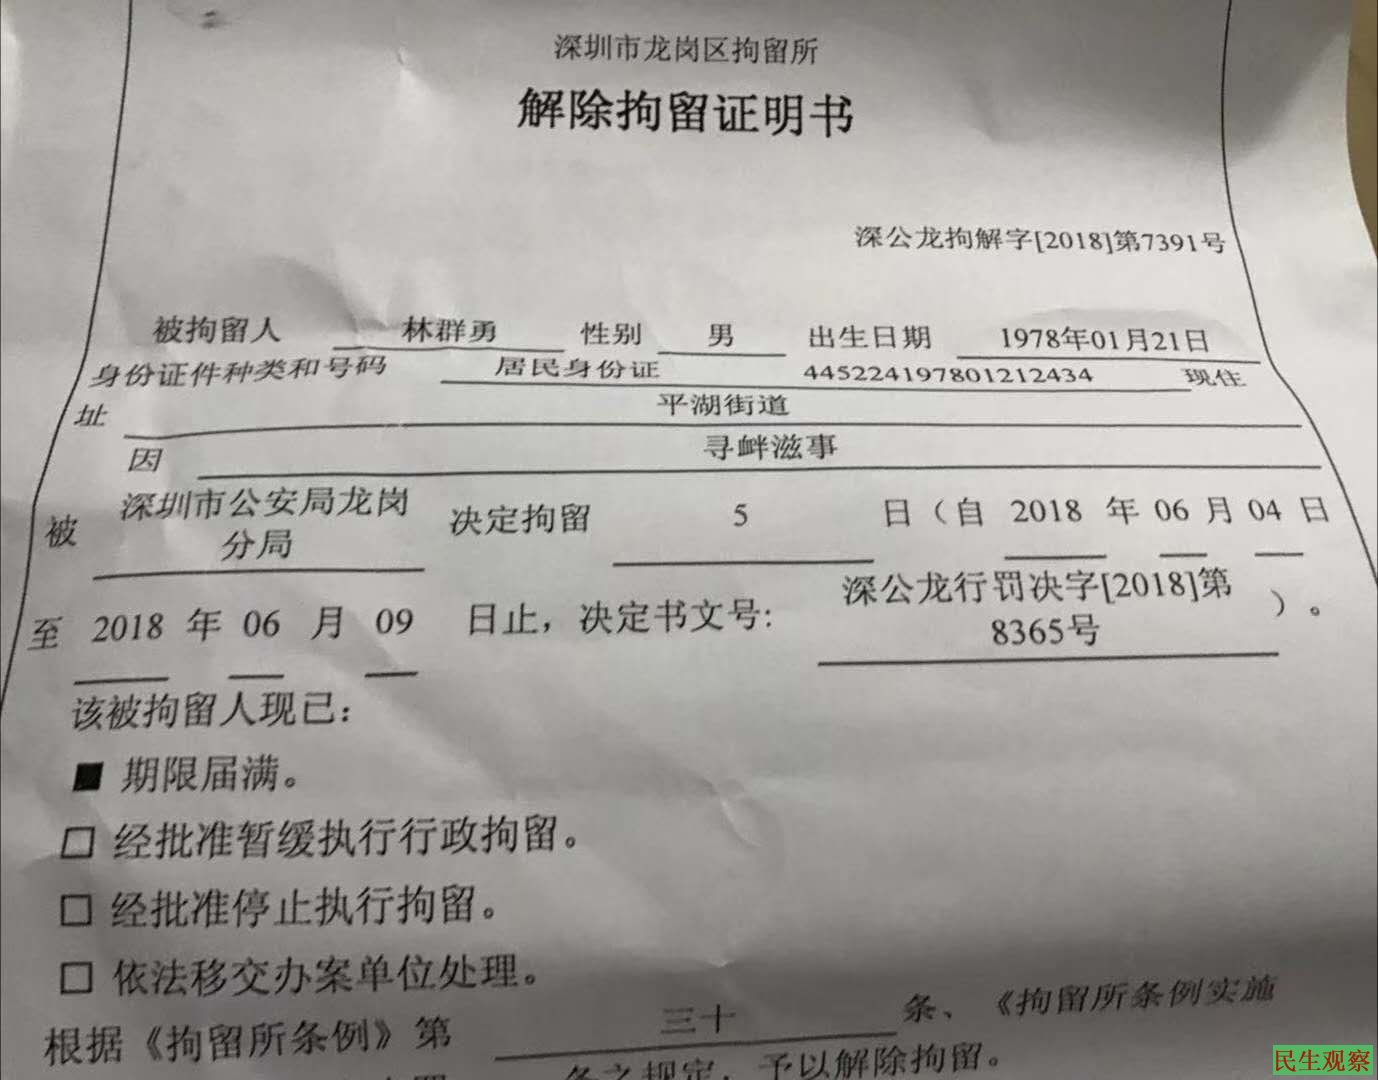 深圳市龙岗区拘留所
解除拘留证明书
深公龙拘解字[2018]第7391号
被拘留人 林群勇 性别 男 出生日期 1978年01月21日
身份证件种类和号码 居民身份证 445224197801212434 现住
址 平湖街道
因 寻衅滋事
被 深圳市公安局龙岗分局 决定拘留 5 日（自 2018 年 06 月 04 日
至 2018 年 06 月 09 日止，决定书文号: 深公龙行罚决字[2018]第8365号 ）。
该被拘留人现已：
■ 期限届满。
□ 经批准暂缓执行行政拘留。
□ 经批准停止执行拘留。
□ 依法移交办案单位处理。
根据《拘留所条例》第 三十 条、《拘留所条例实施
条之规定，予以解除拘留。
民生观察